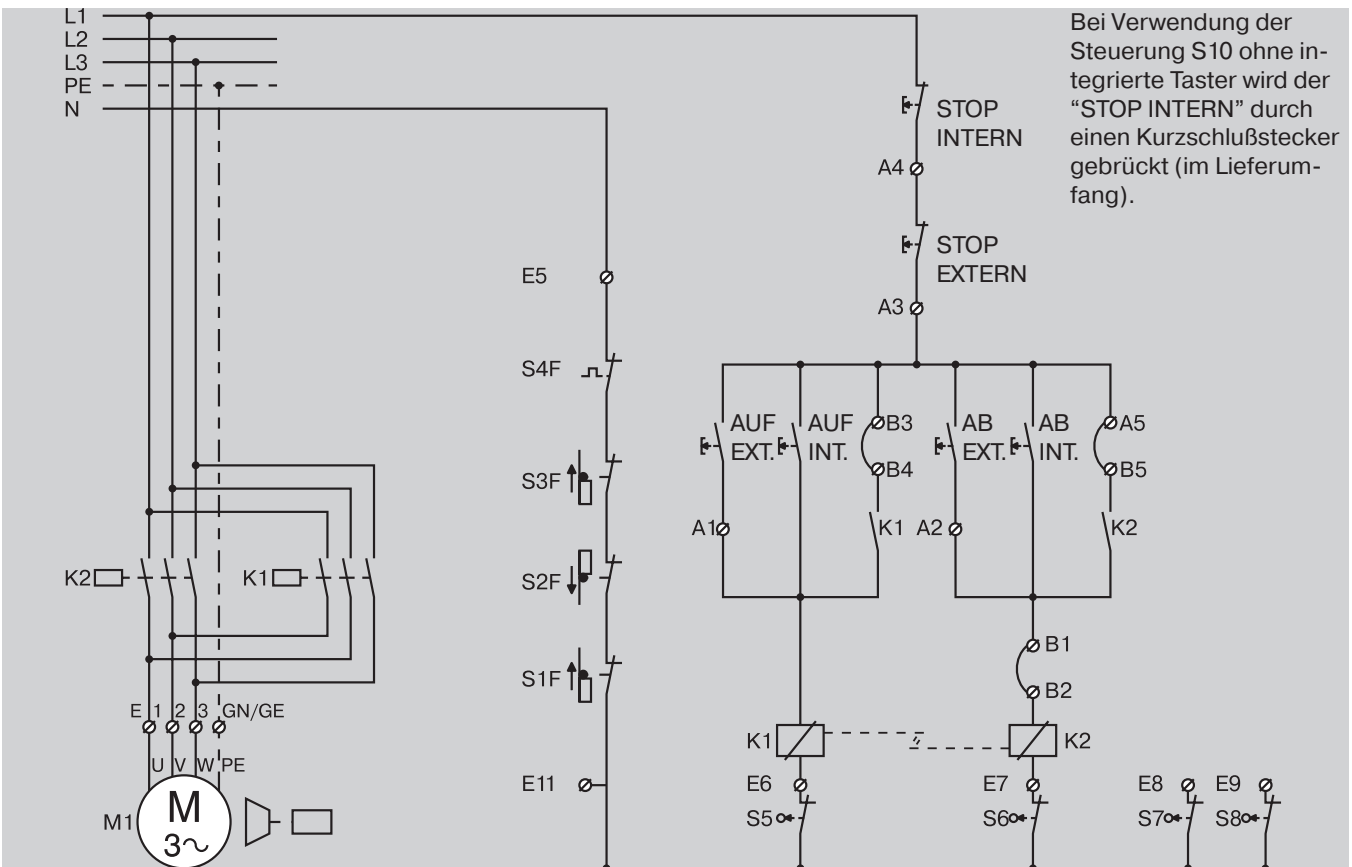 L1
L2
L3
PE
N
Bei Verwendung der
Steuerung S10 ohne in-
tegrierte Taster wird der
“STOP INTERN” durch
einen Kurzschlußstecker
gebrückt (im Lieferum-
fang).
STOP
INTERN
A4
STOP
EXTERN
A3
E5
S4F
S3F
S2F
S1F
E11
AUF
EXT.
AUF
INT.
B3
B4
AB
EXT.
AB
INT.
A5
B5
A1
K1
A2
K2
B1
B2
K2
K1
E 1 2 3 GN/GE
U V W PE
M1
M
3~
K1
K2
E6
E7
E8
E9
S5
S6
S7
S8